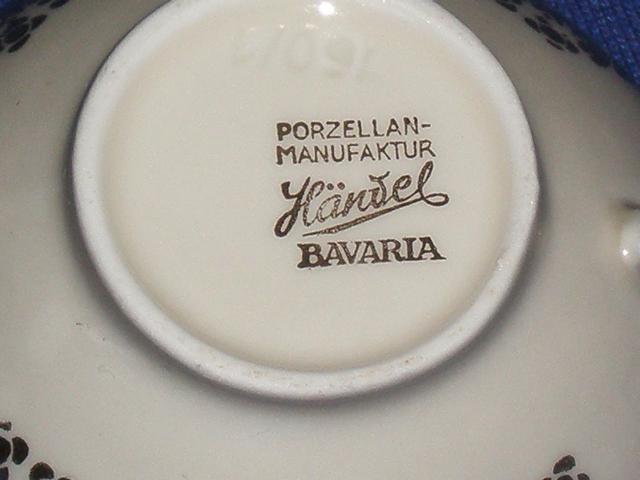 PORZELLAN-
MANUFAKTUR
Händel
BAVARIA